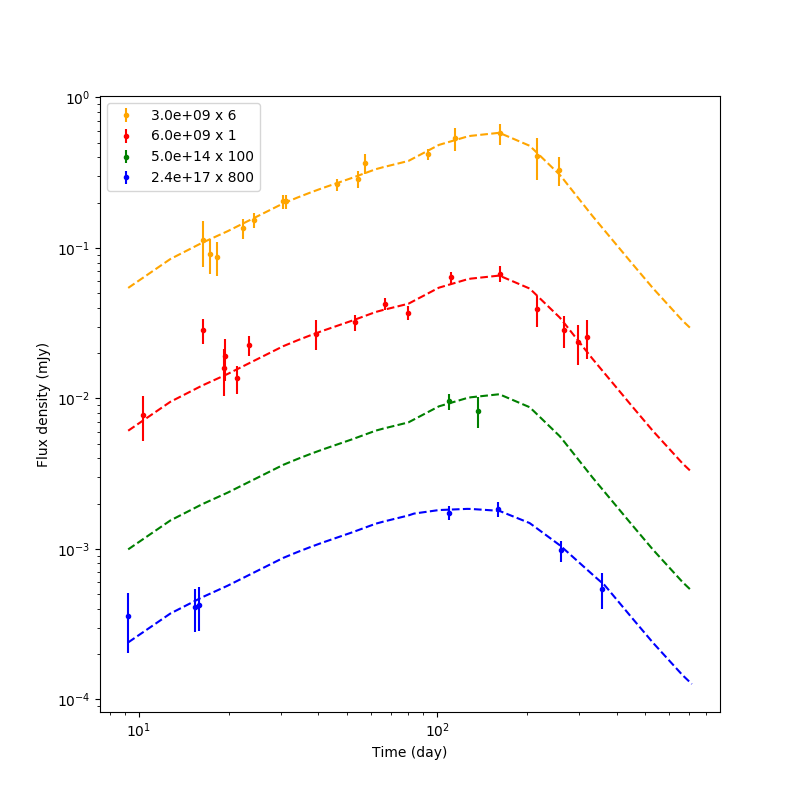 10⁰
3.0e+09 x 6
6.0e+09 x 1
5.0e+14 x 100
2.4e+17 x 800
10⁻¹
10⁻²
10⁻³
10⁻⁴
Flux density (mJy)
10¹
10²
Time (day)